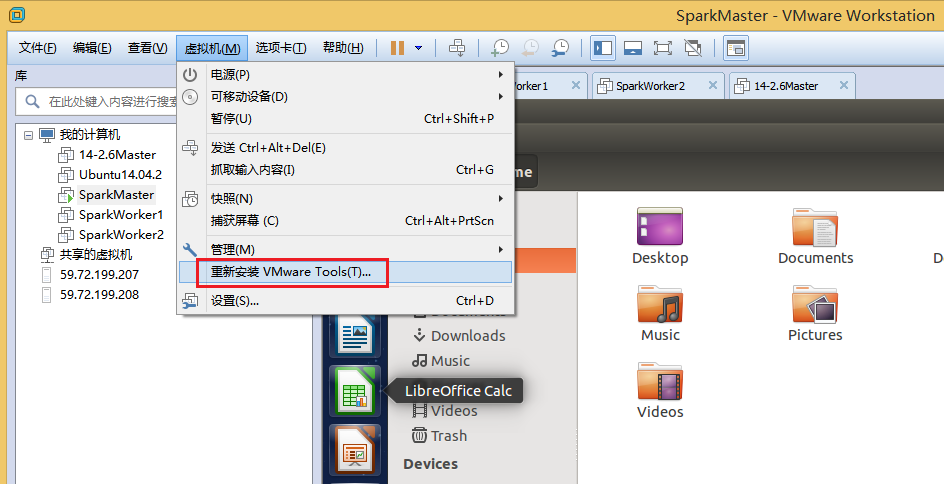 SparkMaster - VMware Workstation
文件(F) 编辑(E) 查看(V) 虚拟机(M) 选项卡(T) 帮助(H)
库
在此处键入内容进行搜索
我的计算机
14-2.6Master
Ubuntu14.04.2
SparkMaster
SparkWorker1
SparkWorker2
共享的虚拟机
59.72.199.207
59.72.199.208
电源(P)
可移动设备(D)
暂停(U) Ctrl+Shift+P
发送 Ctrl+Alt+Del(E)
抓取输入内容(I) Ctrl+G
快照(N)
捕获屏幕 (C) Ctrl+Alt+PrtScn
管理(M)
重新安装 VMware Tools(T)...
设置(S)... Ctrl+D
orker1 SparkWorker2 14-2.6Master
me
Documents
Downloads
Music
LibreOffice Calc
Videos
Trash
Devices
Desktop Documents
Music Pictures
Videos